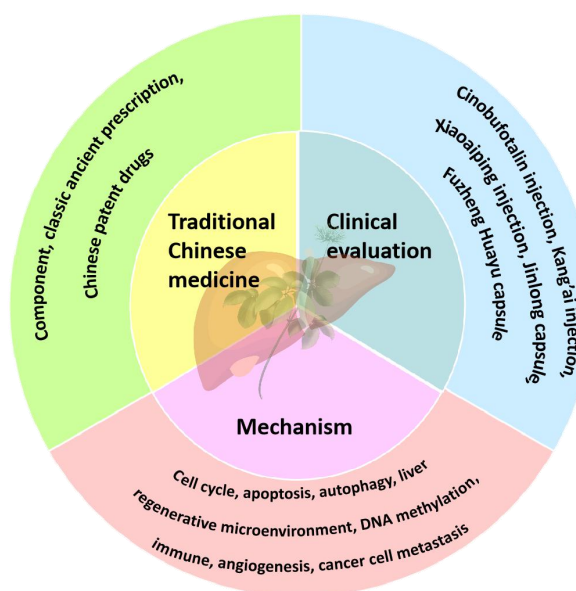 Component, classic ancient prescription,
Chinese patent drugs
Traditional
Chinese
medicine
Cinobufotalin injection, Kang'ai injection,
Xiaoaiping injection, Jinlong capsule,
Fuzheng Huayu capsule
Clinical
evaluation
Mechanism
Cell cycle, apoptosis, autophagy, liver
regenerative microenvironment, DNA methylation,
immune, angiogenesis, cancer cell metastasis